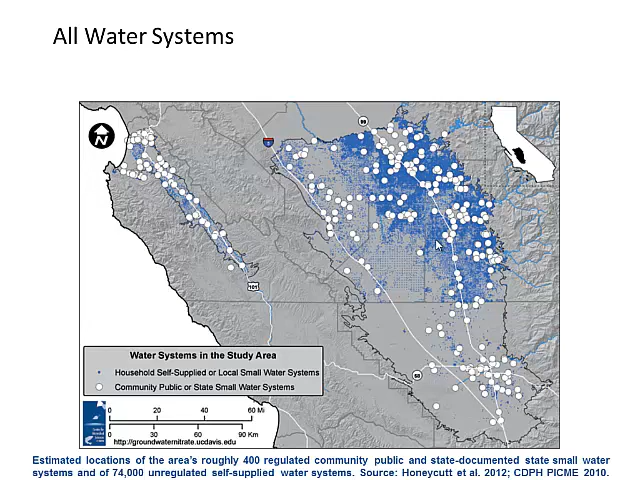 All Water Systems
N
99
5
101
58
Water Systems in the Study Area
Household Self-Supplied or Local Small Water Systems
Community Public or State Small Water Systems
0 20 40 60 Mi
0 30 60 90 Km
http://groundwaternitrate.ucdavis.edu
Estimated locations of the area's roughly 400 regulated community public and state-documented state small water
systems and of 74,000 unregulated self-supplied water systems. Source: Honeycutt et al. 2012; CDPH PICME 2010.